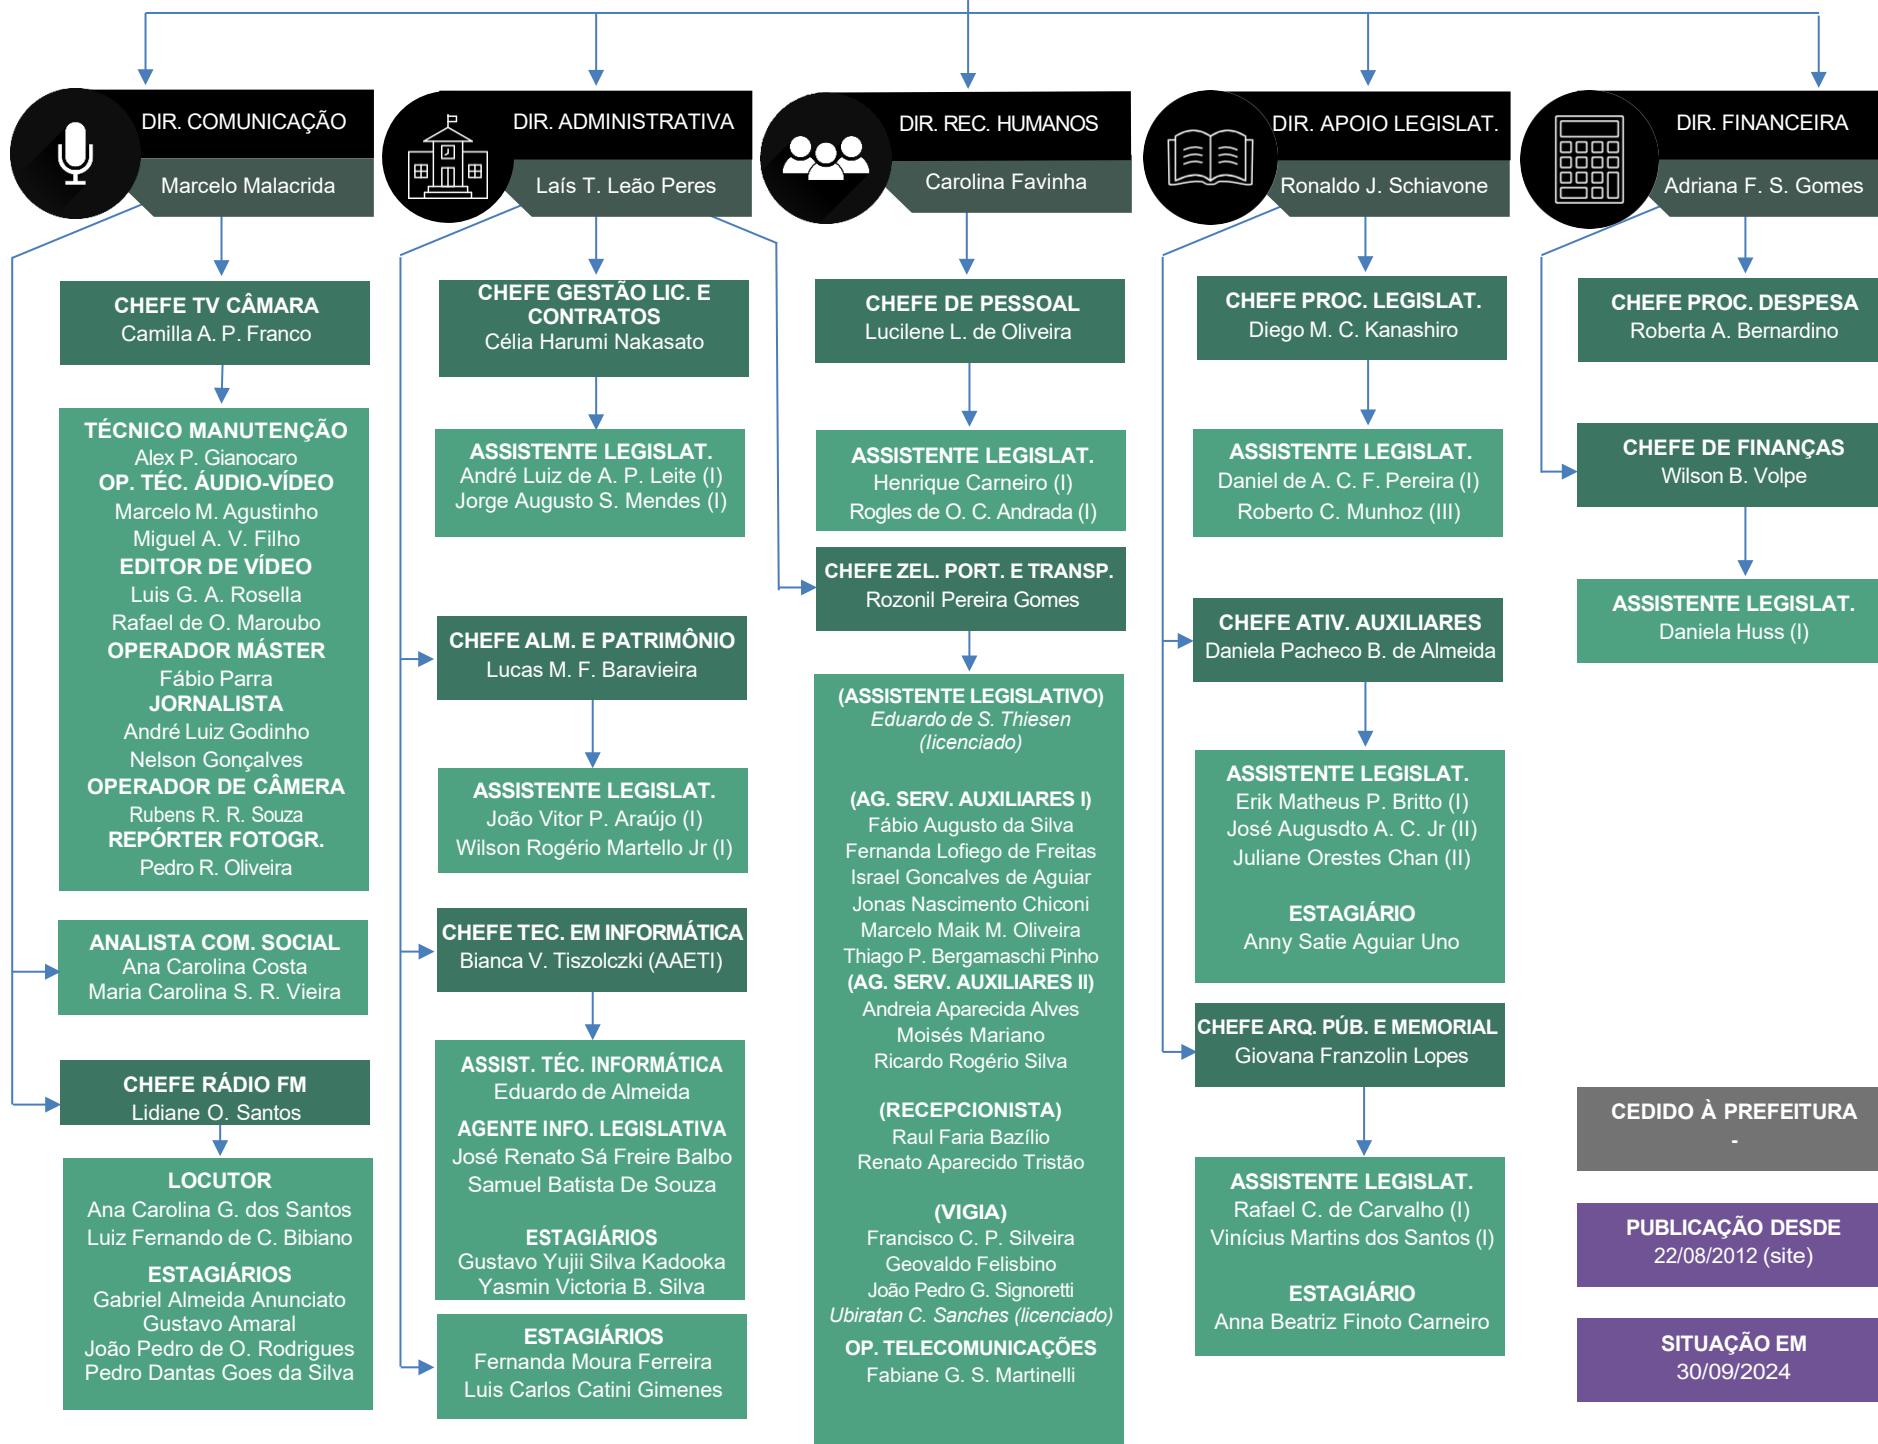 DIR. COMUNICAÇÃO
Marcelo Malacrida
CHEFE TV CÂMARA
Camilla A. P. Franco
TÉCNICO MANUTENÇÃO
Alex P. Gianocaro
OP. TÉC. ÁUDIO-VÍDEO
Marcelo M. Agustinho
Miguel A. V. Filho
EDITOR DE VÍDEO
Luis G. A. Rosella
Rafael de O. Maroubo
OPERADOR MÁSTER
Fábio Parra
JORNALISTA
André Luiz Godinho
Nelson Gonçalves
OPERADOR DE CÂMERA
Rubens R. R. Souza
REPÓRTER FOTOGR.
Pedro R. Oliveira
ANALISTA COM. SOCIAL
Ana Carolina Costa
Maria Carolina S. R. Vieira
CHEFE RÁDIO FM
Lidiane O. Santos
LOCUTOR
Ana Carolina G. dos Santos
Luiz Fernando de C. Bibiano
ESTAGIÁRIOS
Gabriel Almeida Anunciato
Gustavo Amaral
João Pedro de O. Rodrigues
Pedro Dantas Goes da Silva
DIR. ADMINISTRATIVA
Laís T. Leão Peres
CHEFE GESTÃO LIC. E
CONTRATOS
Célia Harumi Nakasato
ASSISTENTE LEGISLAT.
André Luiz de A. P. Leite (I)
Jorge Augusto S. Mendes (I)
CHEFE ALM. E PATRIMÔNIO
Lucas M. F. Baravieira
ASSISTENTE LEGISLAT.
João Vitor P. Araújo (I)
Wilson Rogério Martello Jr (I)
CHEFE TEC. EM INFORMÁTICA
Bianca V. Tiszolczki (AAETI)
ASSIST. TÉC. INFORMÁTICA
Eduardo de Almeida
AGENTE INFO. LEGISLATIVA
José Renato Sá Freire Balbo
Samuel Batista De Souza
ESTAGIÁRIOS
Gustavo Yujii Silva Kadooka
Yasmin Victoria B. Silva
ESTAGIÁRIOS
Fernanda Moura Ferreira
Luis Carlos Catini Gimenes
DIR. REC. HUMANOS
Carolina Favinha
CHEFE DE PESSOAL
Lucilene L. de Oliveira
ASSISTENTE LEGISLAT.
Henrique Carneiro (I)
Rogles de O. C. Andrada (I)
CHEFE ZEL. PORT. E TRANSP.
Rozonil Pereira Gomes
(ASSISTENTE LEGISLATIVO)
Eduardo de S. Thiesen
(licenciado)
(AG. SERV. AUXILIARES I)
Fábio Augusto da Silva
Fernanda Lofiego de Freitas
Israel Goncalves de Aguiar
Jonas Nascimento Chiconi
Marcelo Maik M. Oliveira
Thiago P. Bergamaschi Pinho
(AG. SERV. AUXILIARES II)
Andreia Aparecida Alves
Moisés Mariano
Ricardo Rogério Silva
(RECEPCIONISTA)
Raul Faria Bazílio
Renato Aparecido Tristão
(VIGIA)
Francisco C. P. Silveira
Geovaldo Felisbino
João Pedro G. Signoretti
Ubiratan C. Sanches (licenciado)
OP. TELECOMUNICAÇÕES
Fabiane G. S. Martinelli
DIR. APOIO LEGISLAT.
Ronaldo J. Schiavone
CHEFE PROC. LEGISLAT.
Diego M. C. Kanashiro
ASSISTENTE LEGISLAT.
Daniel de A. C. F. Pereira (I)
Roberto C. Munhoz (III)
CHEFE ATIV. AUXILIARES
Daniela Pacheco B. de Almeida
ASSISTENTE LEGISLAT.
Erik Matheus P. Britto (I)
José Augusdto A. C. Jr (II)
Juliane Orestes Chan (II)
ESTAGIÁRIO
Anny Satie Aguiar Uno
CHEFE ARQ. PÚB. E MEMORIAL
Giovana Franzolin Lopes
ASSISTENTE LEGISLAT.
Rafael C. de Carvalho (I)
Vinícius Martins dos Santos (I)
ESTAGIÁRIO
Anna Beatriz Finoto Carneiro
DIR. FINANCEIRA
Adriana F. S. Gomes
CHEFE PROC. DESPESA
Roberta A. Bernardino
CHEFE DE FINANÇAS
Wilson B. Volpe
ASSISTENTE LEGISLAT.
Daniela Huss (I)
CEDIDO À PREFEITURA
-
PUBLICAÇÃO DESDE
22/08/2012 (site)
SITUAÇÃO EM
30/09/2024